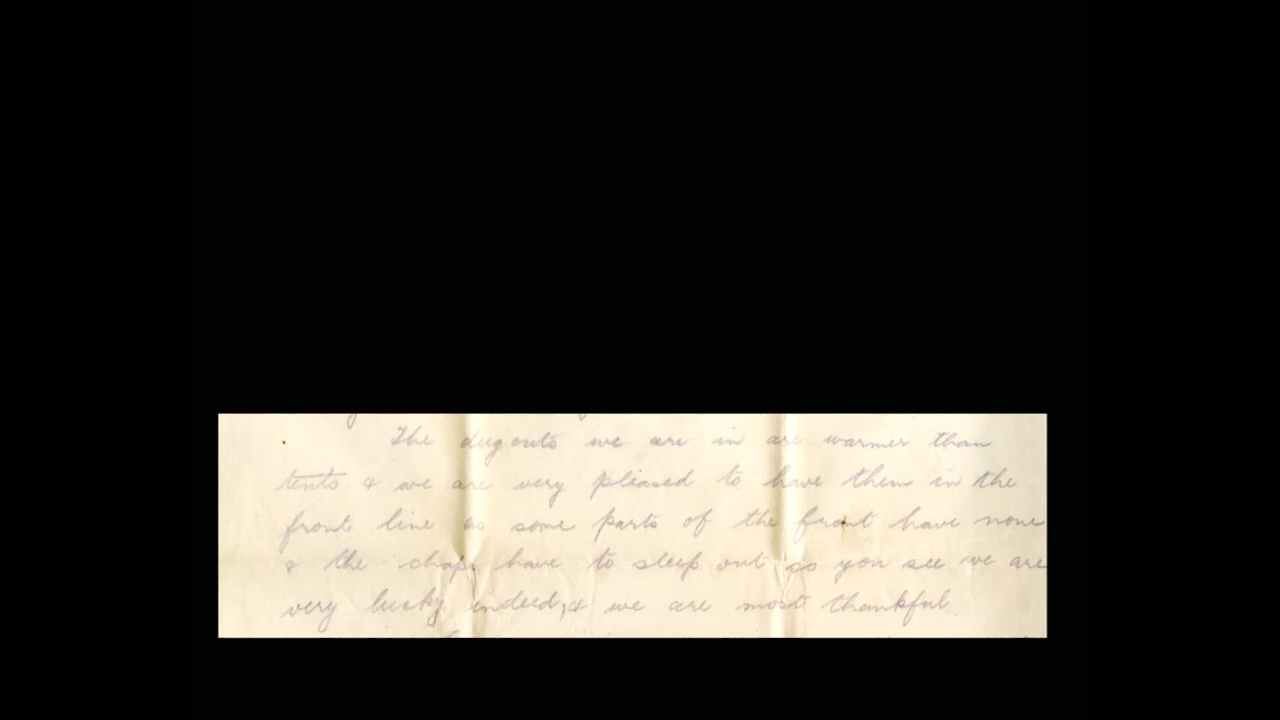 The dugouts we are in are warmer than
tents & we are very pleased to have them in the
front line as some parts of the front have none
& the chaps have to sleep out so you see we are
very lucky indeed, & we are most thankful.